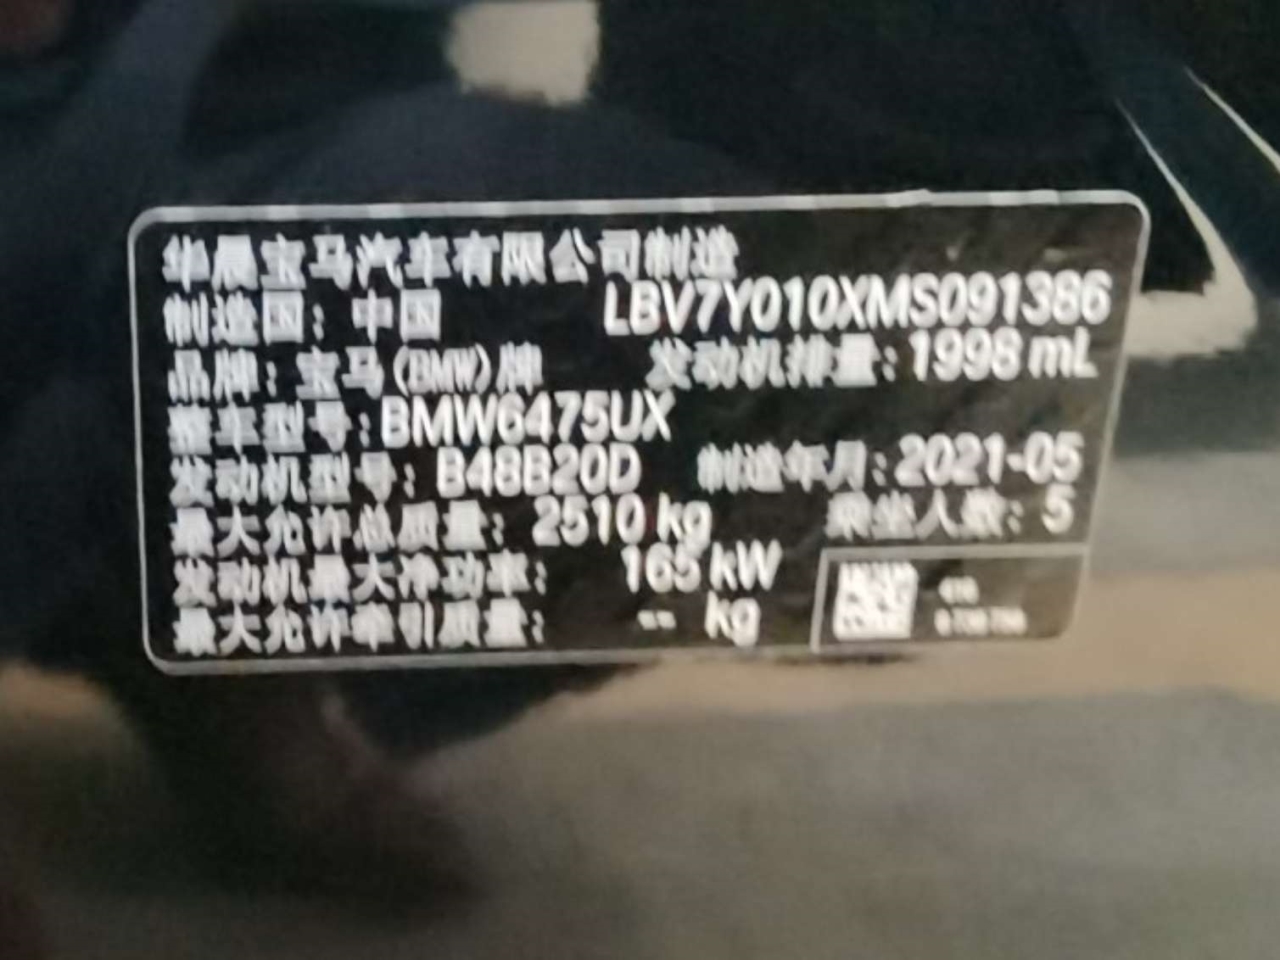 华晨宝马汽车有限公司制造
制造国：中国 LBV7Y010XMS091386
品牌：宝马(BMW)牌 发动机排量：1998 mL
整车型号：BMW6475UX
发动机型号：B48B20D 制造年月：2021-05
最大允许总质量：2510 kg 乘坐人数：5
发动机最大净功率：165 kW
最大允许牵引质量：-- kg